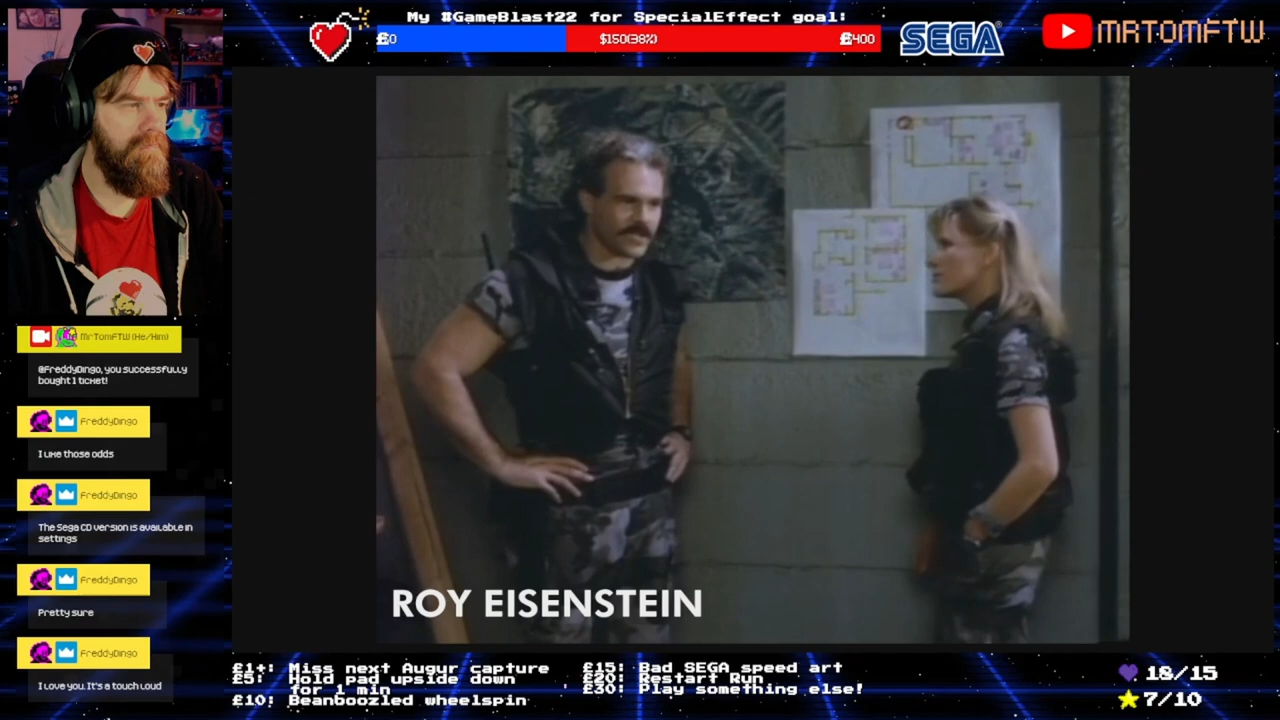 My #GameBlast22 for SpecialEffect goal:
£0
$150(38%)
£400
SEGA
MRTOMFTW
MrTomFTW (He/Him)
@FreddyDingo, you successfully
bought 1 ticket!
FreddyDingo
I like those odds
FreddyDingo
The Sega CD version is available in
settings
FreddyDingo
Pretty sure
FreddyDingo
I love you. It's a touch loud
ROY EISENSTEIN
£1+: Miss next Augur capture
£5: Hold pad upside down
for 1 min
£10: Beanboozled wheelspin
£15: Bad SEGA speed art
£20: Restart Run
£30: Play something else!
18/15
7/10